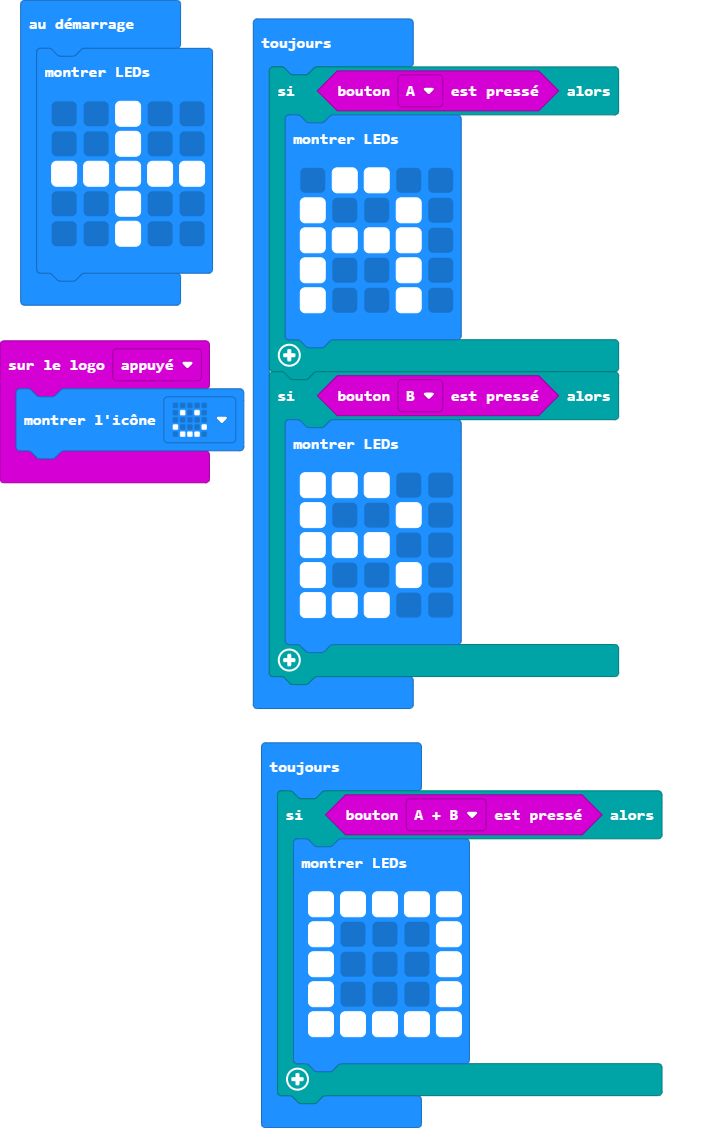 au démarrage
montrer LEDs
sur le logo appuyé
montrer l'icône
toujours
si bouton A est pressé alors
montrer LEDs
si bouton B est pressé alors
montrer LEDs
toujours
si bouton A + B est pressé alors
montrer LEDs